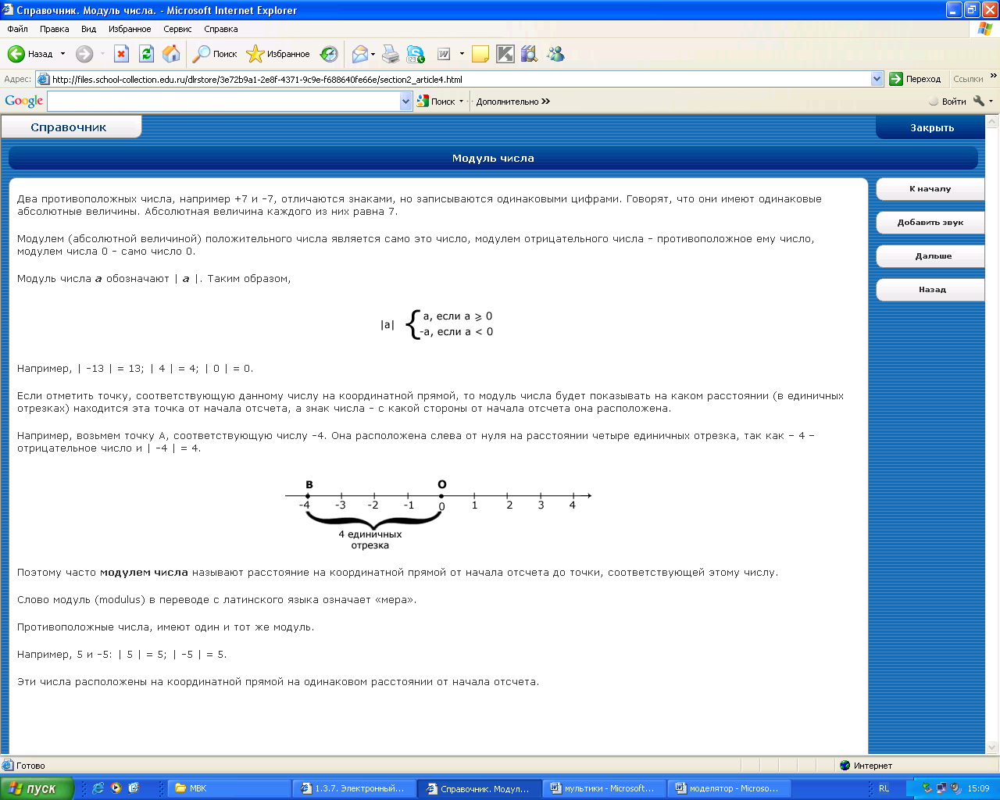 Справочник. Модуль числа. - Microsoft Internet Explorer
Файл Правка Вид Избранное Сервис Справка
Назад Поиск Избранное
Адрес: http://files.school-collection.edu.ru/dlrstore/3e72b9a1-2e8f-4371-9c9e-f688640fe66e/section2_article4.html Переход Ссылки »
Google Поиск Дополнительно » Войти
Справочник Закрыть
Модуль числа
К началу
Добавить звук
Дальше
Назад
Два противоположных числа, например +7 и -7, отличаются знаками, но записываются одинаковыми цифрами. Говорят, что они имеют одинаковые
абсолютные величины. Абсолютная величина каждого из них равна 7.
Модулем (абсолютной величиной) положительного числа является само это число, модулем отрицательного числа – противоположное ему число,
модулем числа 0 – само число 0.
Модуль числа a обозначают | a |. Таким образом,
|a| { a, если a ⩾ 0
-a, если a < 0
Например, | -13 | = 13; | 4 | = 4; | 0 | = 0.
Если отметить точку, соответствующую данному числу на координатной прямой, то модуль числа будет показывать на каком расстоянии (в единичных
отрезках) находится эта точка от начала отсчета, а знак числа – с какой стороны от начала отсчета она расположена.
Например, возьмем точку А, соответствующую числу -4. Она расположена слева от нуля на расстоянии четыре единичных отрезка, так как – 4 –
отрицательное число и | -4 | = 4.
B O
-4 -3 -2 -1 0 1 2 3 4
4 единичных
отрезка
Поэтому часто модулем числа называют расстояние на координатной прямой от начала отсчета до точки, соответствующей этому числу.
Слово модуль (modulus) в переводе с латинского языка означает «мера».
Противоположные числа, имеют один и тот же модуль.
Например, 5 и -5: | 5 | = 5; | -5 | = 5.
Эти числа расположены на координатной прямой на одинаковом расстоянии от начала отсчета.
Готово Интернет
пуск МВК 1.3.7. Электронный... Справочник. Модул... мультики - Microsoft... моделятор - Microso... RL 15:09